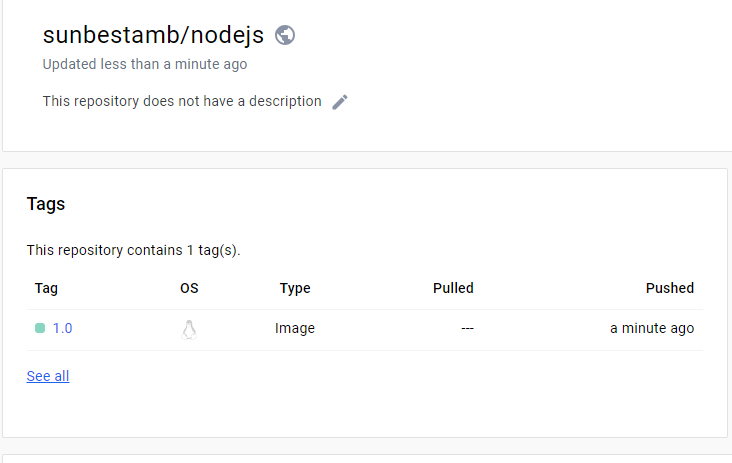 sunbestamb/nodejs
Updated less than a minute ago
This repository does not have a description
Tags
This repository contains 1 tag(s).
Tag OS Type Pulled Pushed
1.0 Image --- a minute ago
See all